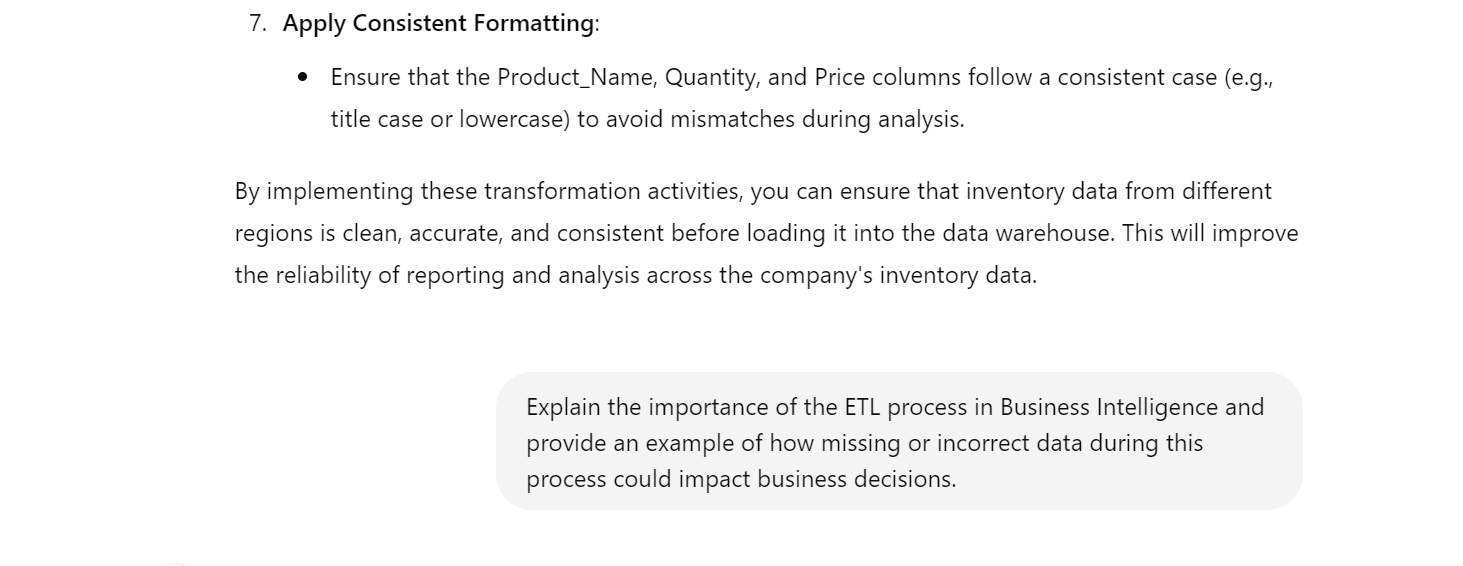 7. Apply Consistent Formatting:
• Ensure that the Product_Name, Quantity, and Price columns follow a consistent case (e.g.,
title case or lowercase) to avoid mismatches during analysis.
By implementing these transformation activities, you can ensure that inventory data from different
regions is clean, accurate, and consistent before loading it into the data warehouse. This will improve
the reliability of reporting and analysis across the company's inventory data.
Explain the importance of the ETL process in Business Intelligence and
provide an example of how missing or incorrect data during this
process could impact business decisions.